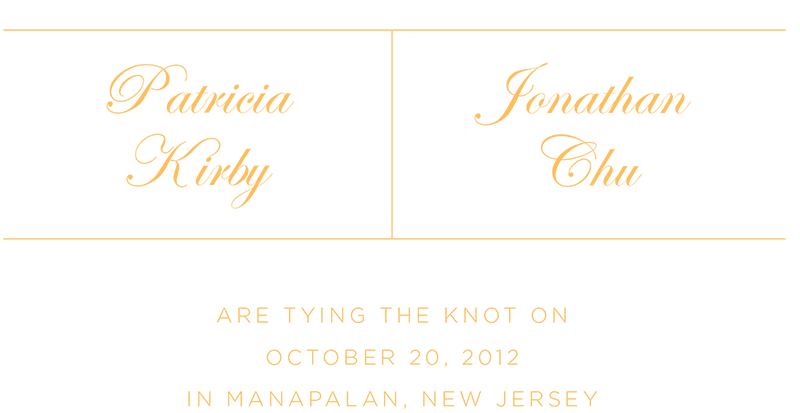 Patricia
Kirby
Jonathan
Chu
ARE TYING THE KNOT ON
OCTOBER 20, 2012
IN MANAPALAN, NEW JERSEY